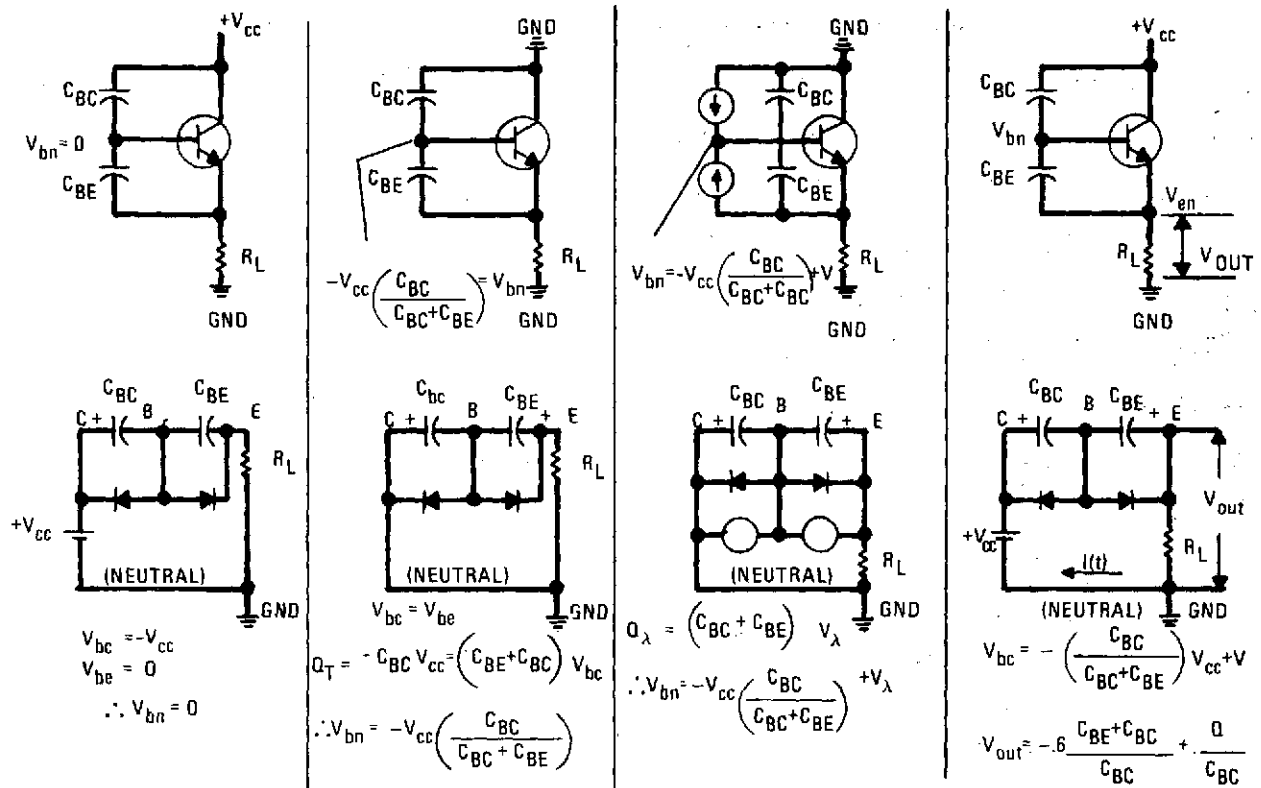 +Vcc
CBC
Vbn = 0
CBE
RL
GND
GND
CBC
CBE
RL
-Vcc(CBC/(CBC+CBE)) = Vbn
GND
GND
CBC
CBE
RL
Vbn=-Vcc(CBC/(CBC+CBC))+V
GND
+Vcc
CBC
Vbn
CBE
Ven
RL
VOUT
GND
CBC
CBE
C + B E
RL
+Vcc
(NEUTRAL)
GND
Vbc = -Vcc
Vbe = 0
∴ Vbn = 0
Cbc
CBE
C + B + E
RL
(NEUTRAL)
GND
Vbc = Vbe
QT = - CBC Vcc = (CBE+CBC) Vbc
∴Vbn = -Vcc(CBC/(CBC + CBE))
CBC
CBE
C + B + E
RL
(NEUTRAL)
GND
Qλ = (CBC + CBE) Vλ
∴Vbn = -Vcc(CBC/(CBC+CBE)) +Vλ
CBC
CBE
C + B + E
Vout
+Vcc
RL
I(t)
(NEUTRAL)
GND
Vbc = - (CBC/(CBC+CBE)) Vcc+V
Vout = -.6 (CBE+CBC)/CBC + Q/CBC